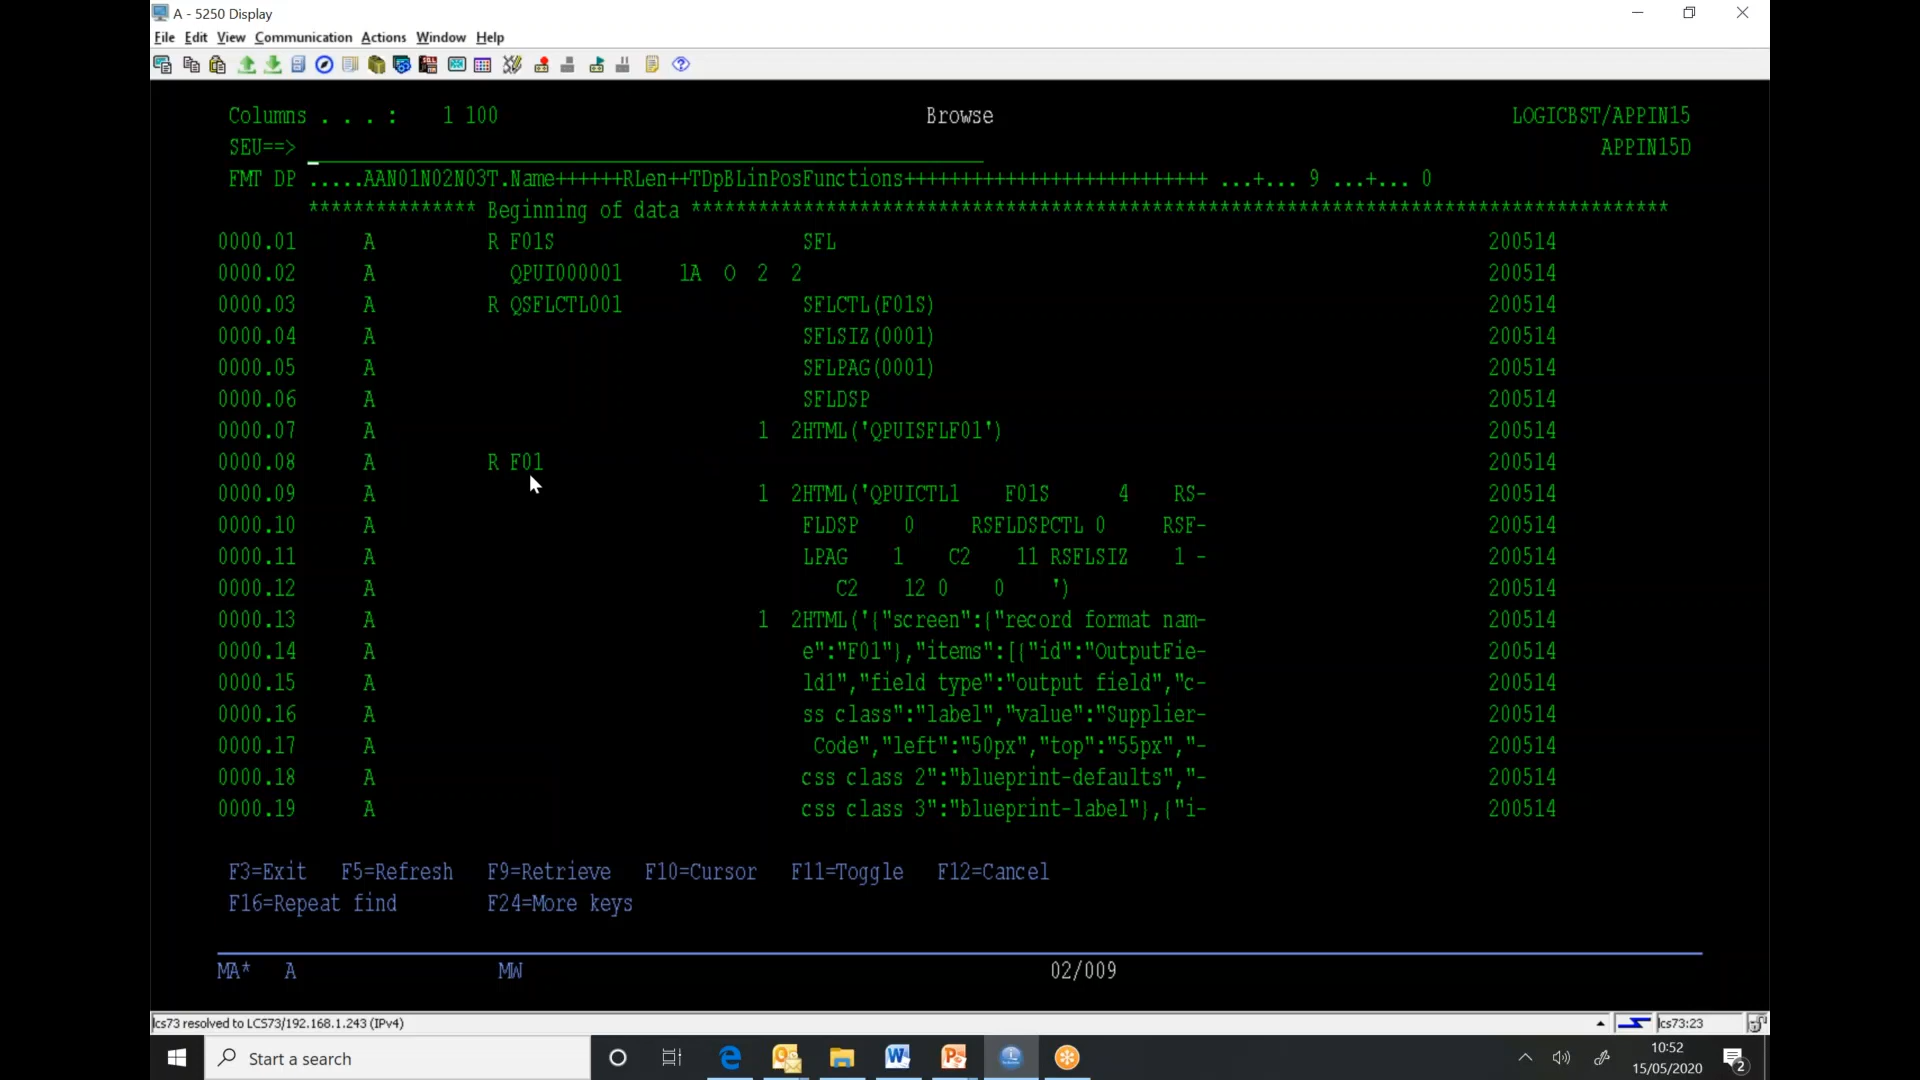 A - 5250 Display
File Edit View Communication Actions Window Help
Columns . . . : 1 100 Browse LOGICBST/APPIN15
SEU==> APPIN15D
FMT DP .....AAN01N02N03T.Name++++++RLen++TDpBLinPosFunctions+++++++++++++++++++++++++++ ...+... 9 ...+... 0
*************** Beginning of data ***************************************************************************************
0000.01 A R F01S SFL 200514
0000.02 A QPUI000001 1A O 2 2 200514
0000.03 A R QSFLCTL001 SFLCTL(F01S) 200514
0000.04 A SFLSIZ(0001) 200514
0000.05 A SFLPAG(0001) 200514
0000.06 A SFLDSP 200514
0000.07 A 1 2HTML('QPUISFLF01') 200514
0000.08 A R F01 200514
0000.09 A 1 2HTML('QPUICTL1 F01S 4 RS- 200514
0000.10 A FLDSP 0 RSFLDSPCTL 0 RSF- 200514
0000.11 A LPAG 1 C2 11 RSFLSIZ 1 - 200514
0000.12 A C2 12 0 0 ') 200514
0000.13 A 1 2HTML('{"screen":{"record format nam- 200514
0000.14 A e":"F01"},"items":[{"id":"OutputFie- 200514
0000.15 A ld1","field type":"output field","c- 200514
0000.16 A ss class":"label","value":"Supplier- 200514
0000.17 A Code","left":"50px","top":"55px","- 200514
0000.18 A css class 2":"blueprint-defaults","- 200514
0000.19 A css class 3":"blueprint-label"},{"i- 200514
F3=Exit F5=Refresh F9=Retrieve F10=Cursor F11=Toggle F12=Cancel
F16=Repeat find F24=More keys
MA* A MW 02/009
lcs73 resolved to LCS73/192.168.1.243 (IPv4) lcs73:23
Start a search
10:52
15/05/2020
2